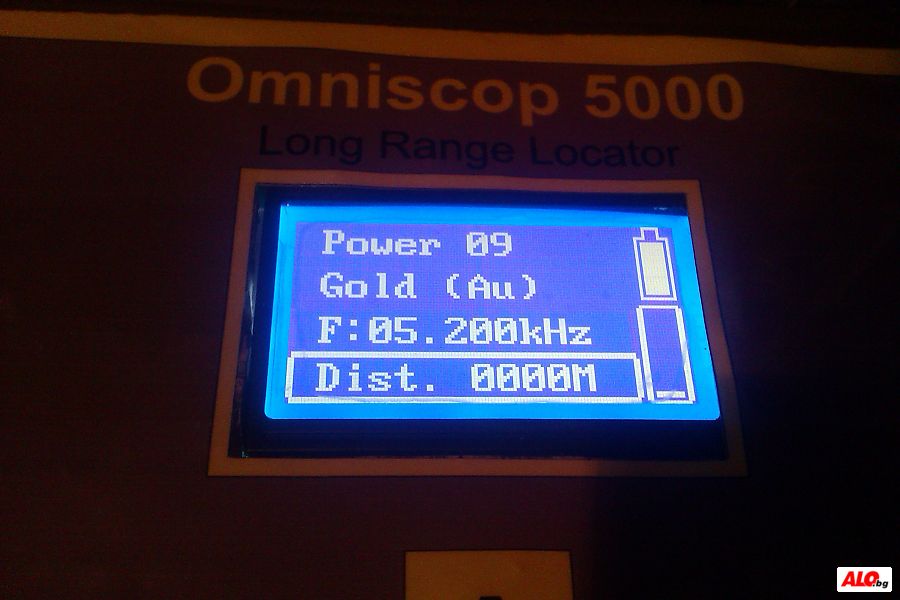 Omniscop 5000
Long Range Locator
Power 09
Gold (Au)
F:05.200kHz
Dist. 0000M
ALO.bg